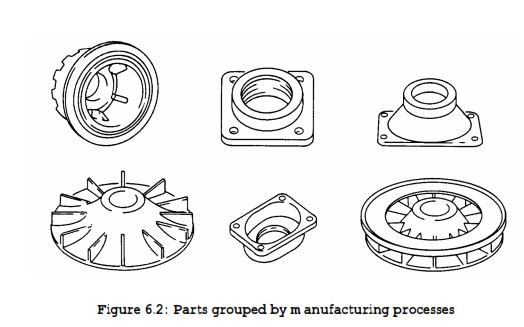 Figure 6.2: Parts grouped by m anufacturing processes